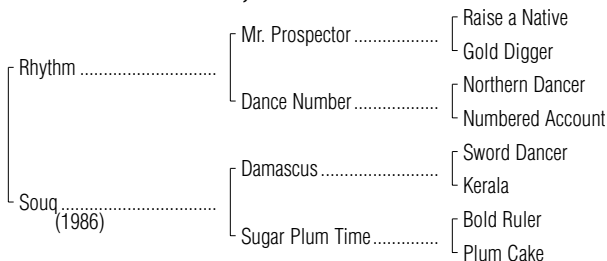 Raise a Native
Mr. Prospector ..................
Gold Digger
Rhythm .............................
Northern Dancer
Dance Number ..................
Numbered Account
Sword Dancer
Damascus .........................
Kerala
Souq .................................
(1986)
Bold Ruler
Sugar Plum Time ..............
Plum Cake